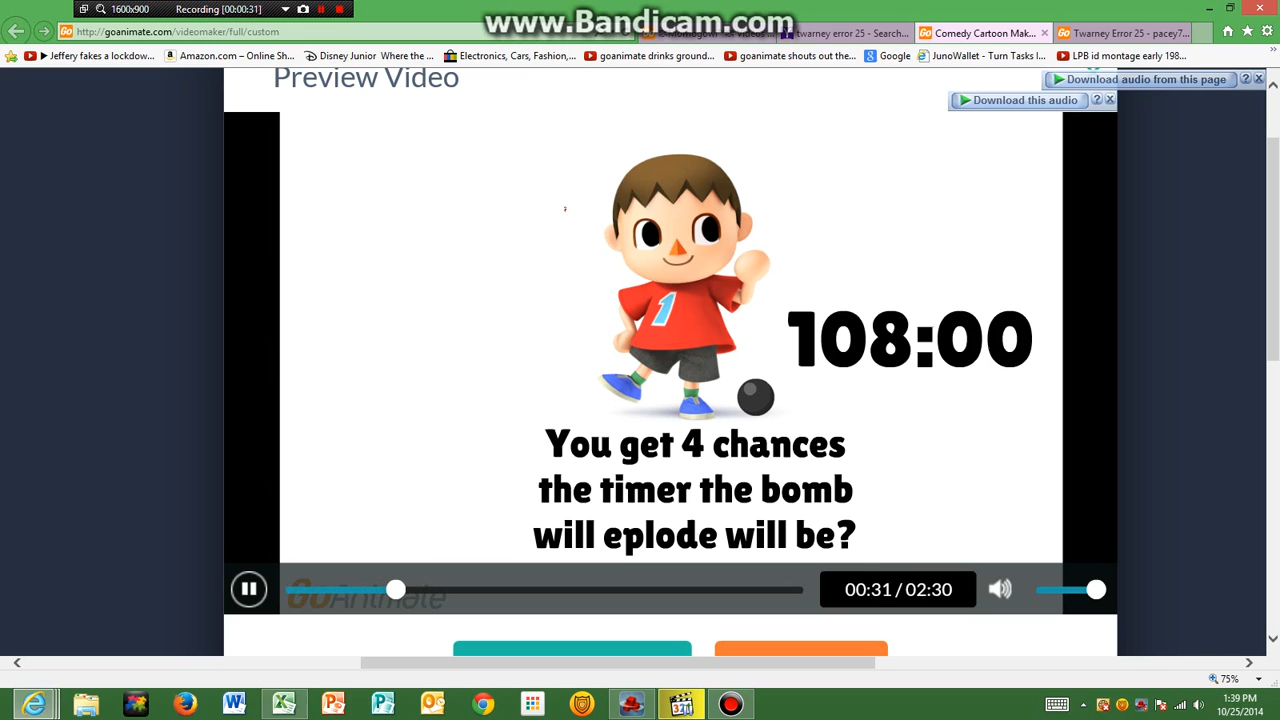 1600x900 Recording [00:00:31]
www.Bandicam.com
http://goanimate.com/videomaker/full/custom
twarney error 25 - Search...
Comedy Cartoon Mak...
Twarney Error 25 - pacey7...
Jeffery fakes a lockdow... Amazon.com – Online Sh... Disney Junior Where the ... Electronics, Cars, Fashion,... goanimate drinks ground... goanimate shouts out the... Google JunoWallet - Turn Tasks I... LPB id montage early 198...
Preview Video
Download audio from this page
Download this audio
1
108:00
You get 4 chances
the timer the bomb
will eplode will be?
GoAnimate
00:31 / 02:30
75%
321
1:39 PM
10/25/2014